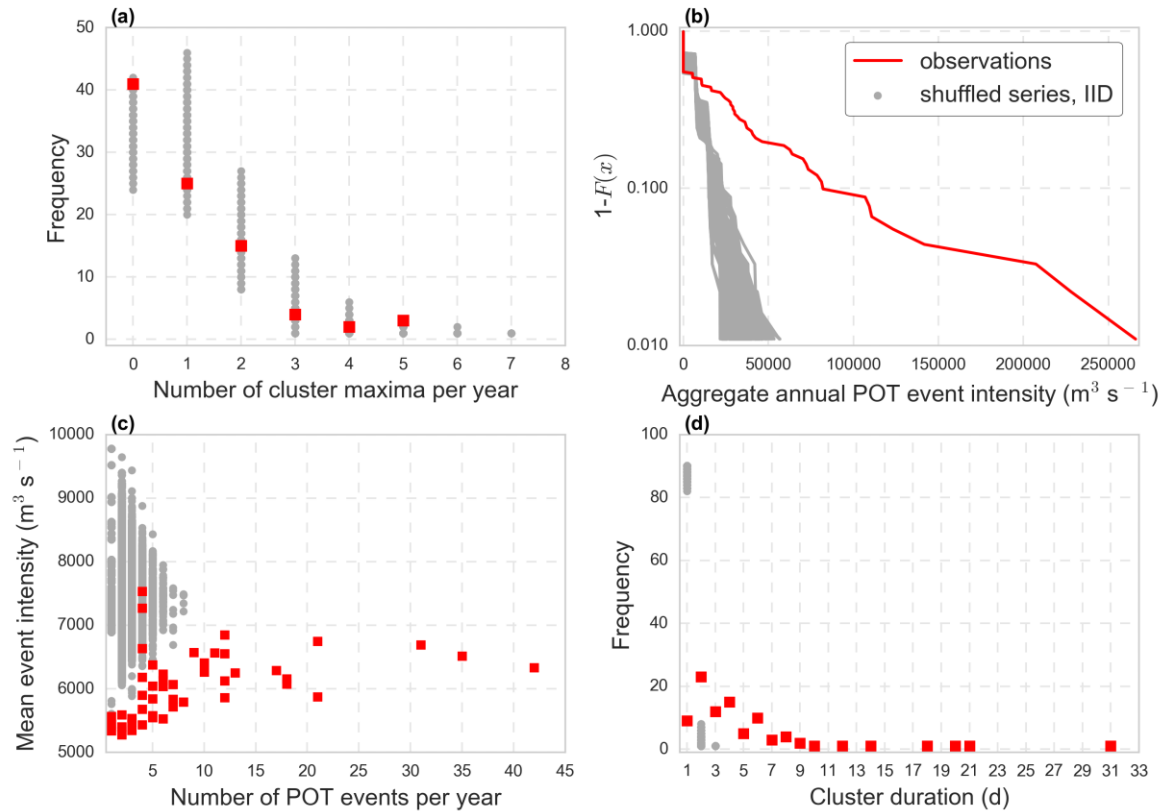 (a)
50
40
30
20
10
0
Frequency
0 1 2 3 4 5 6 7 8
Number of cluster maxima per year
(b)
1.000
0.100
0.010
1-F(x)
observations
shuffled series, IID
0 50000 100000 150000 200000 250000
Aggregate annual POT event intensity (m³ s⁻¹)
(c)
10000
9000
8000
7000
6000
5000
Mean event intensity (m³ s⁻¹)
5 10 15 20 25 30 35 40 45
Number of POT events per year
(d)
100
80
60
40
20
0
Frequency
1 3 5 7 9 11 13 15 17 19 21 23 25 27 29 31 33
Cluster duration (d)